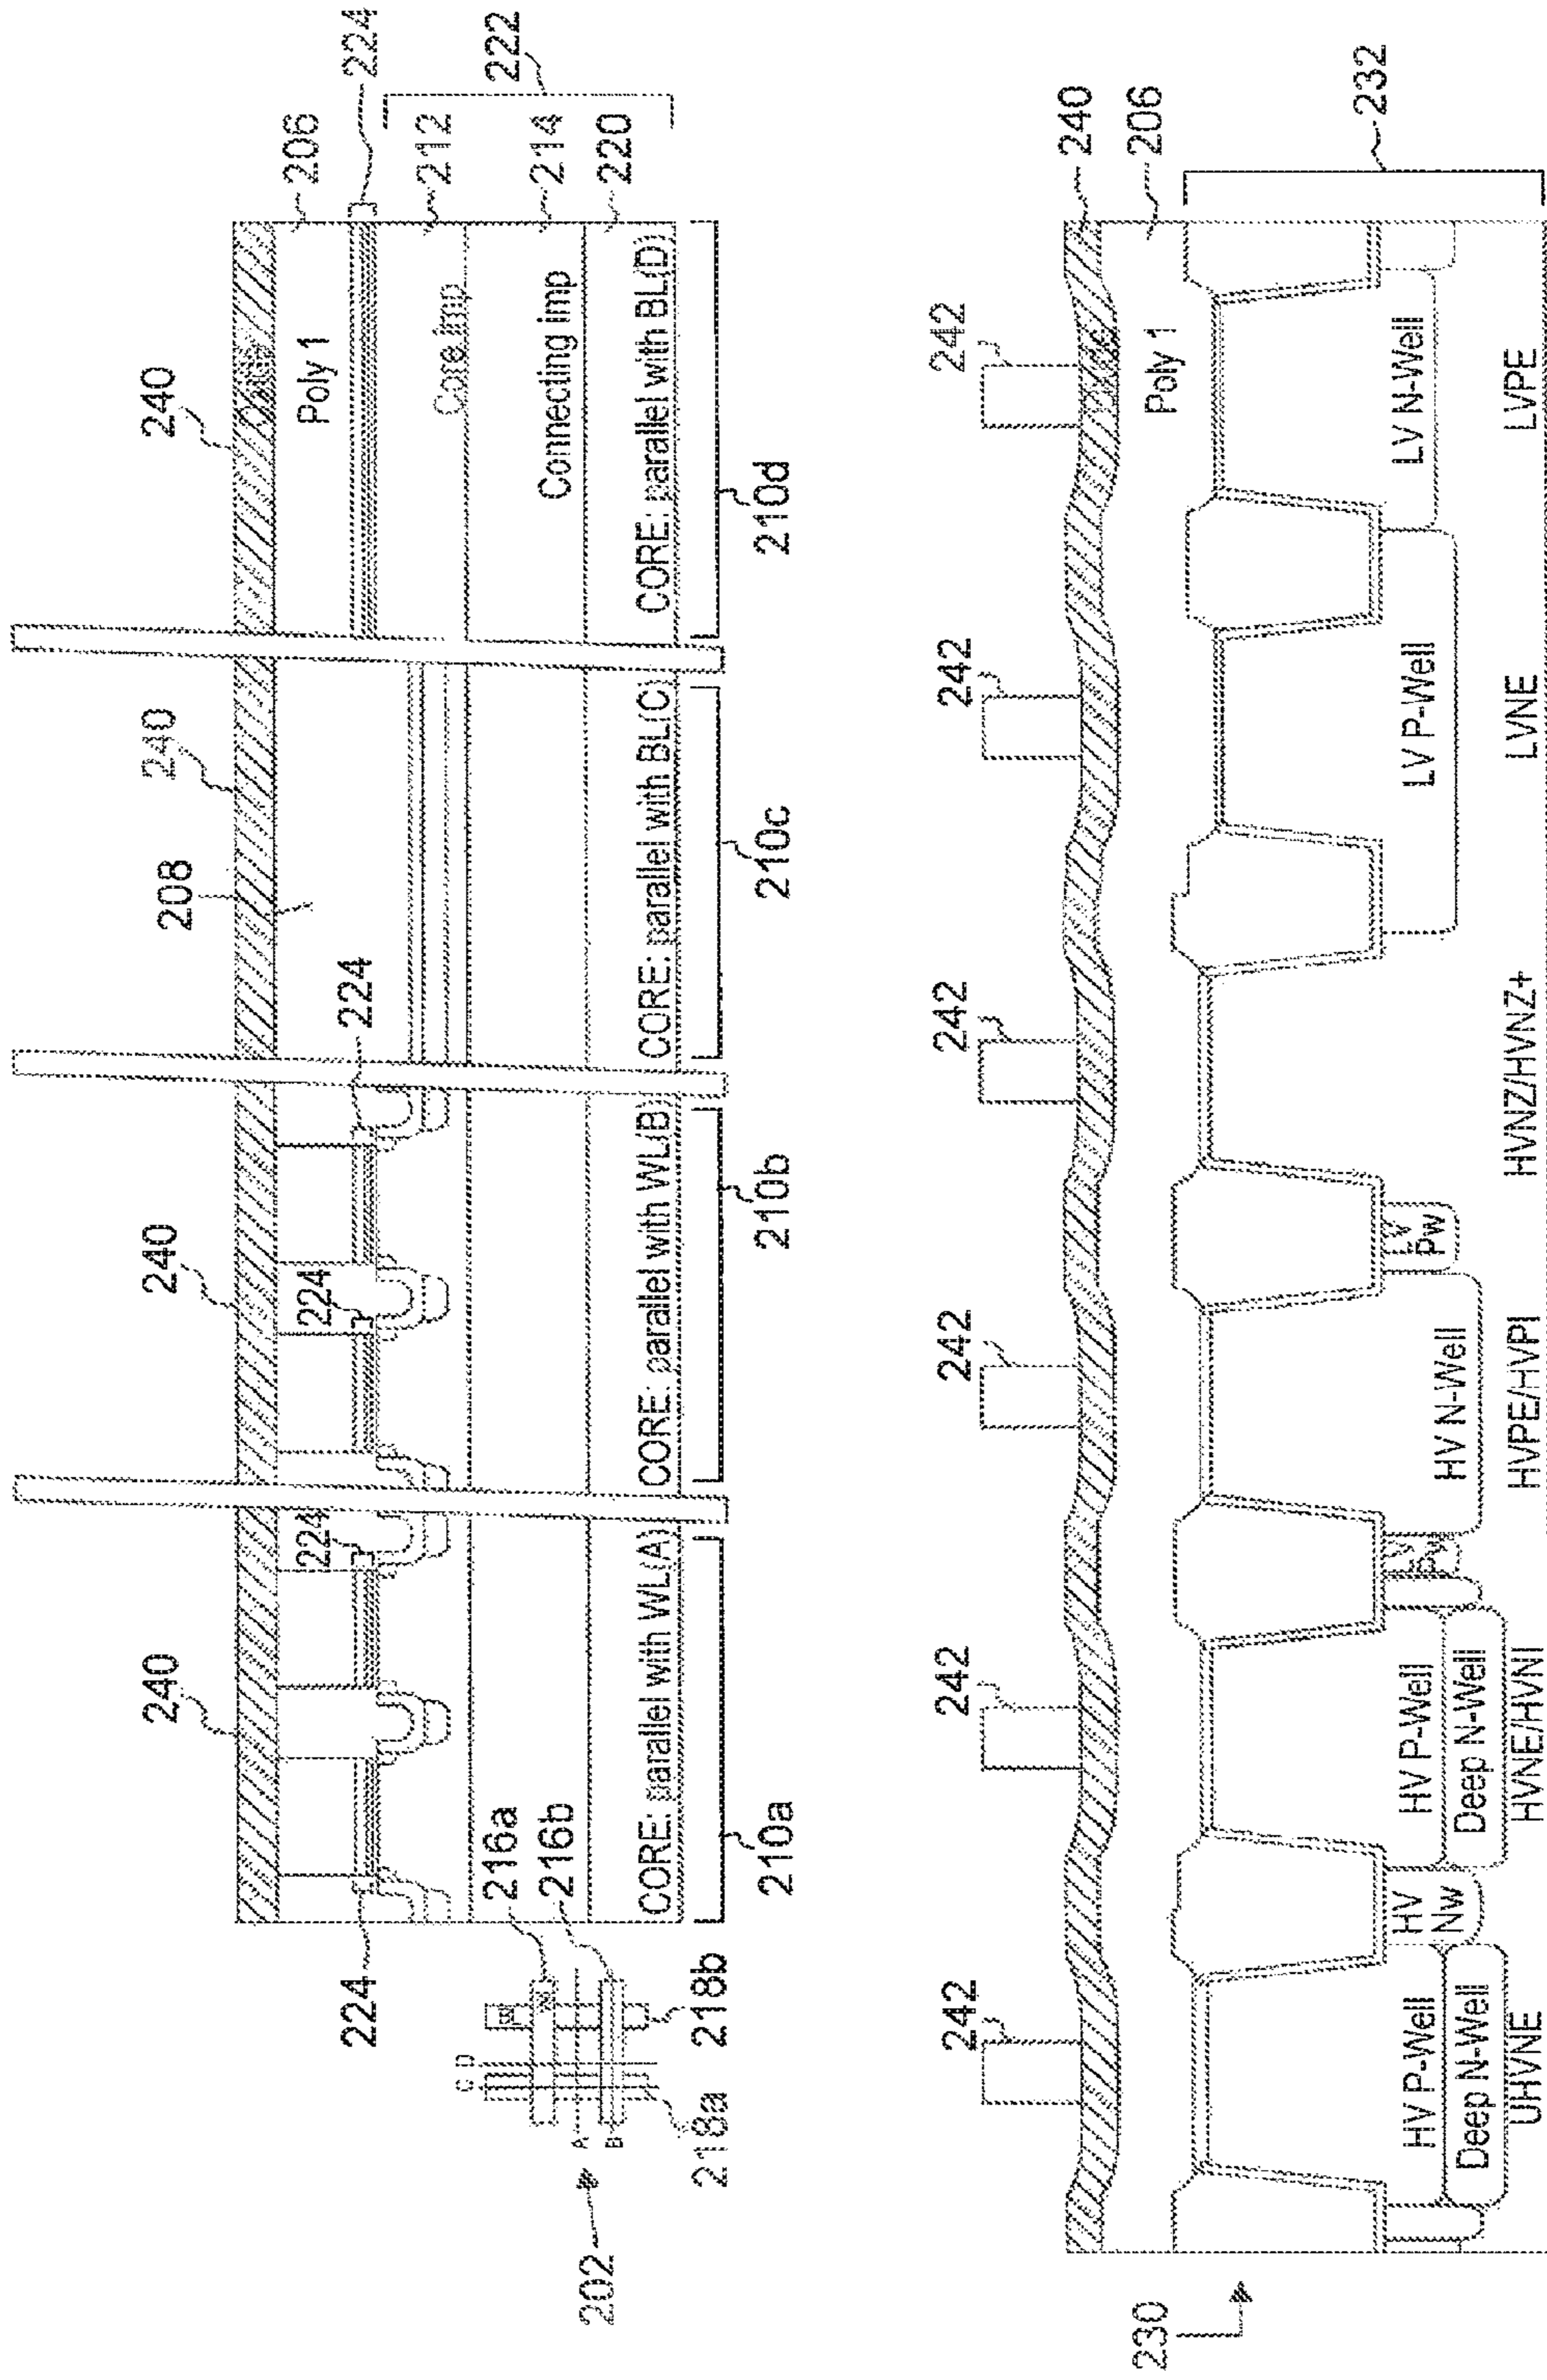 240
240
240
240
208
206
224
222
212
214
220
224
224
224
224
Poly 1
Core Imp
Connecting imp
216a
216b
CORE: parallel with WL(A)
CORE: parallel with WL(B)
CORE: parallel with BL(C)
CORE: parallel with BL(D)
210a
210b
210c
210d
C D
A
B
218a
218b
202
242
242
242
242
242
242
240
206
232
Poly 1
HV P-Well
Deep N-Well
HV
Nw
HV P-Well
Deep N-Well
HV N-Well
LV
Pw
LV P-Well
LV N-Well
UHVNE
HVNE/HVNI
HVPE/HVPI
HVNZ/HVNZ+
LVNE
LVPE
230